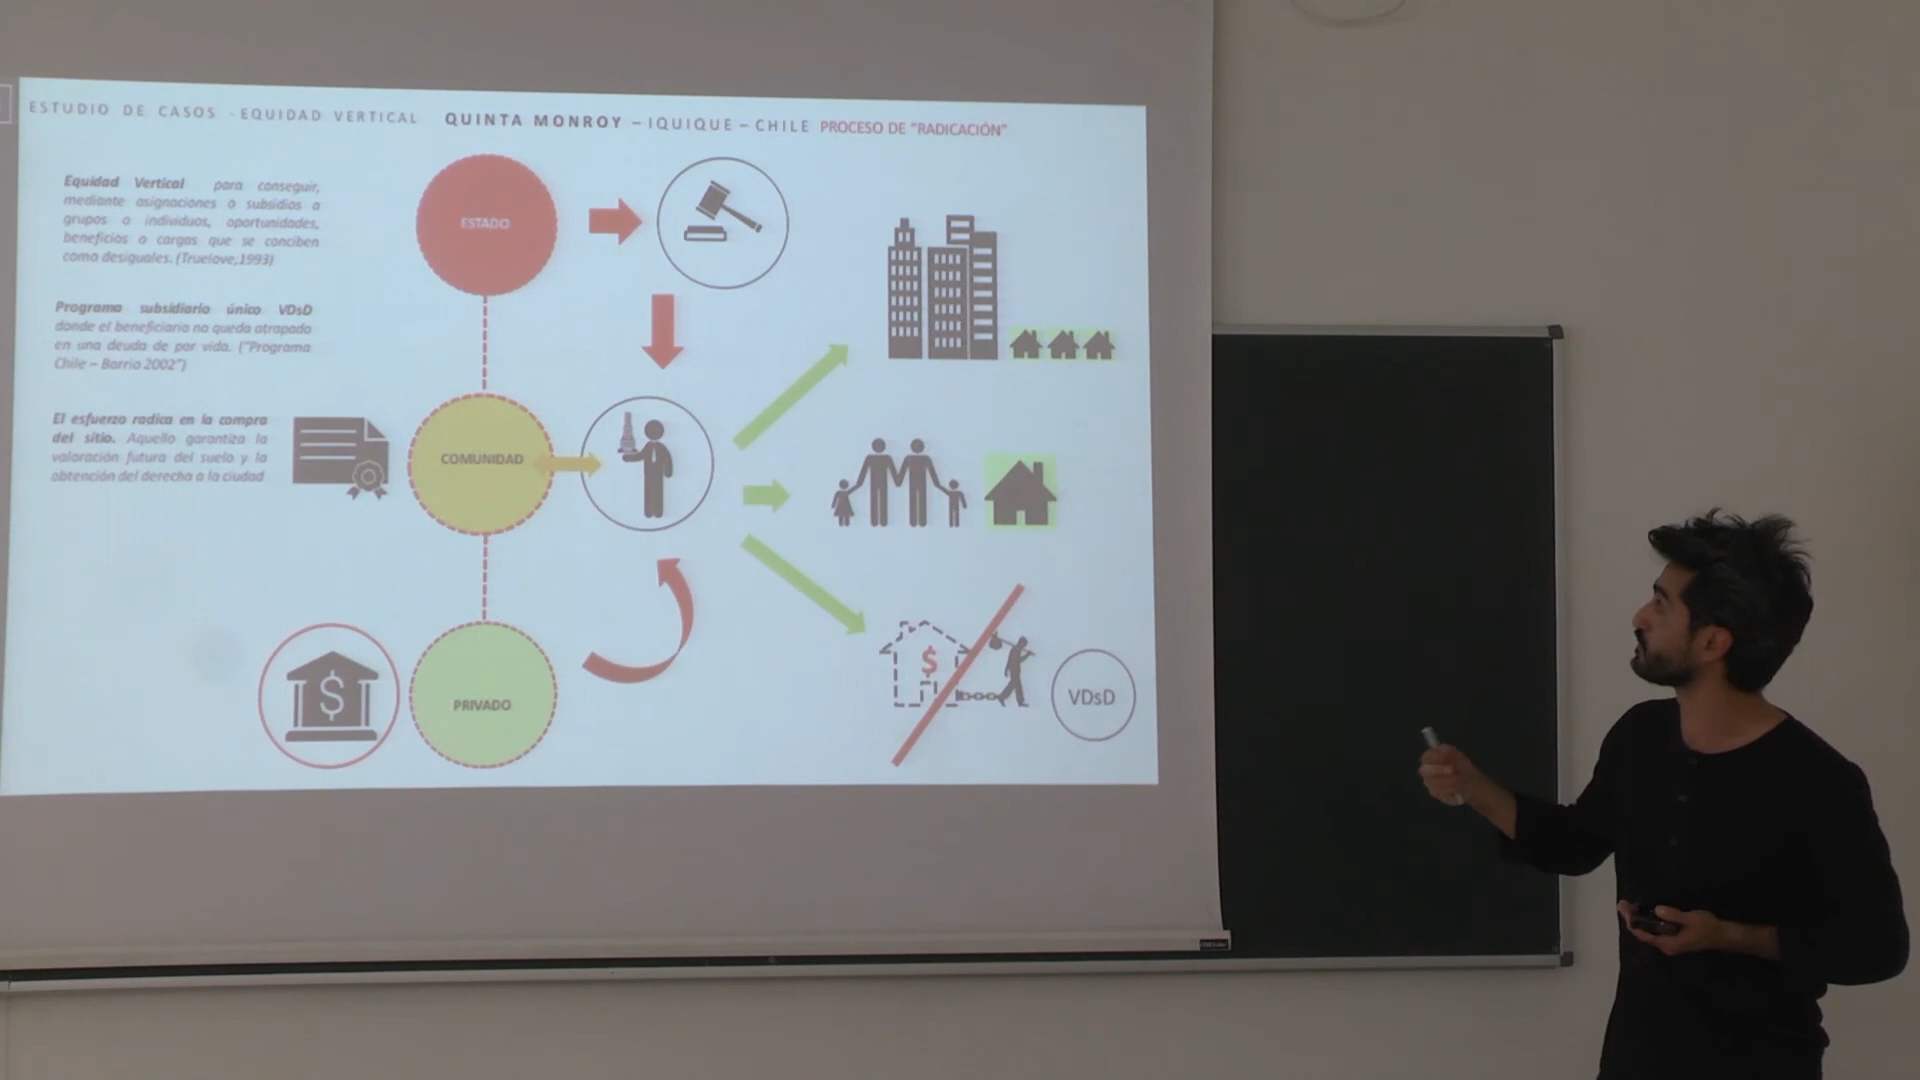 ESTUDIO DE CASOS - EQUIDAD VERTICAL QUINTA MONROY – IQUIQUE – CHILE PROCESO DE "RADICACIÓN"
Equidad Vertical para conseguir,
mediante asignaciones o subsidios a
grupos o individuos, oportunidades,
beneficios o cargas que se conciben
como desiguales. (Truelove,1993)
Programa subsidiario único VDsD
donde el beneficiario no queda atrapado
en una deuda de por vida. ("Programa
Chile – Barrio 2002")
El esfuerzo radica en la compra
del sitio. Aquello garantiza la
valoración futura del suelo y la
obtención del derecho a la ciudad
ESTADO
COMUNIDAD
PRIVADO
$
$
VDsD